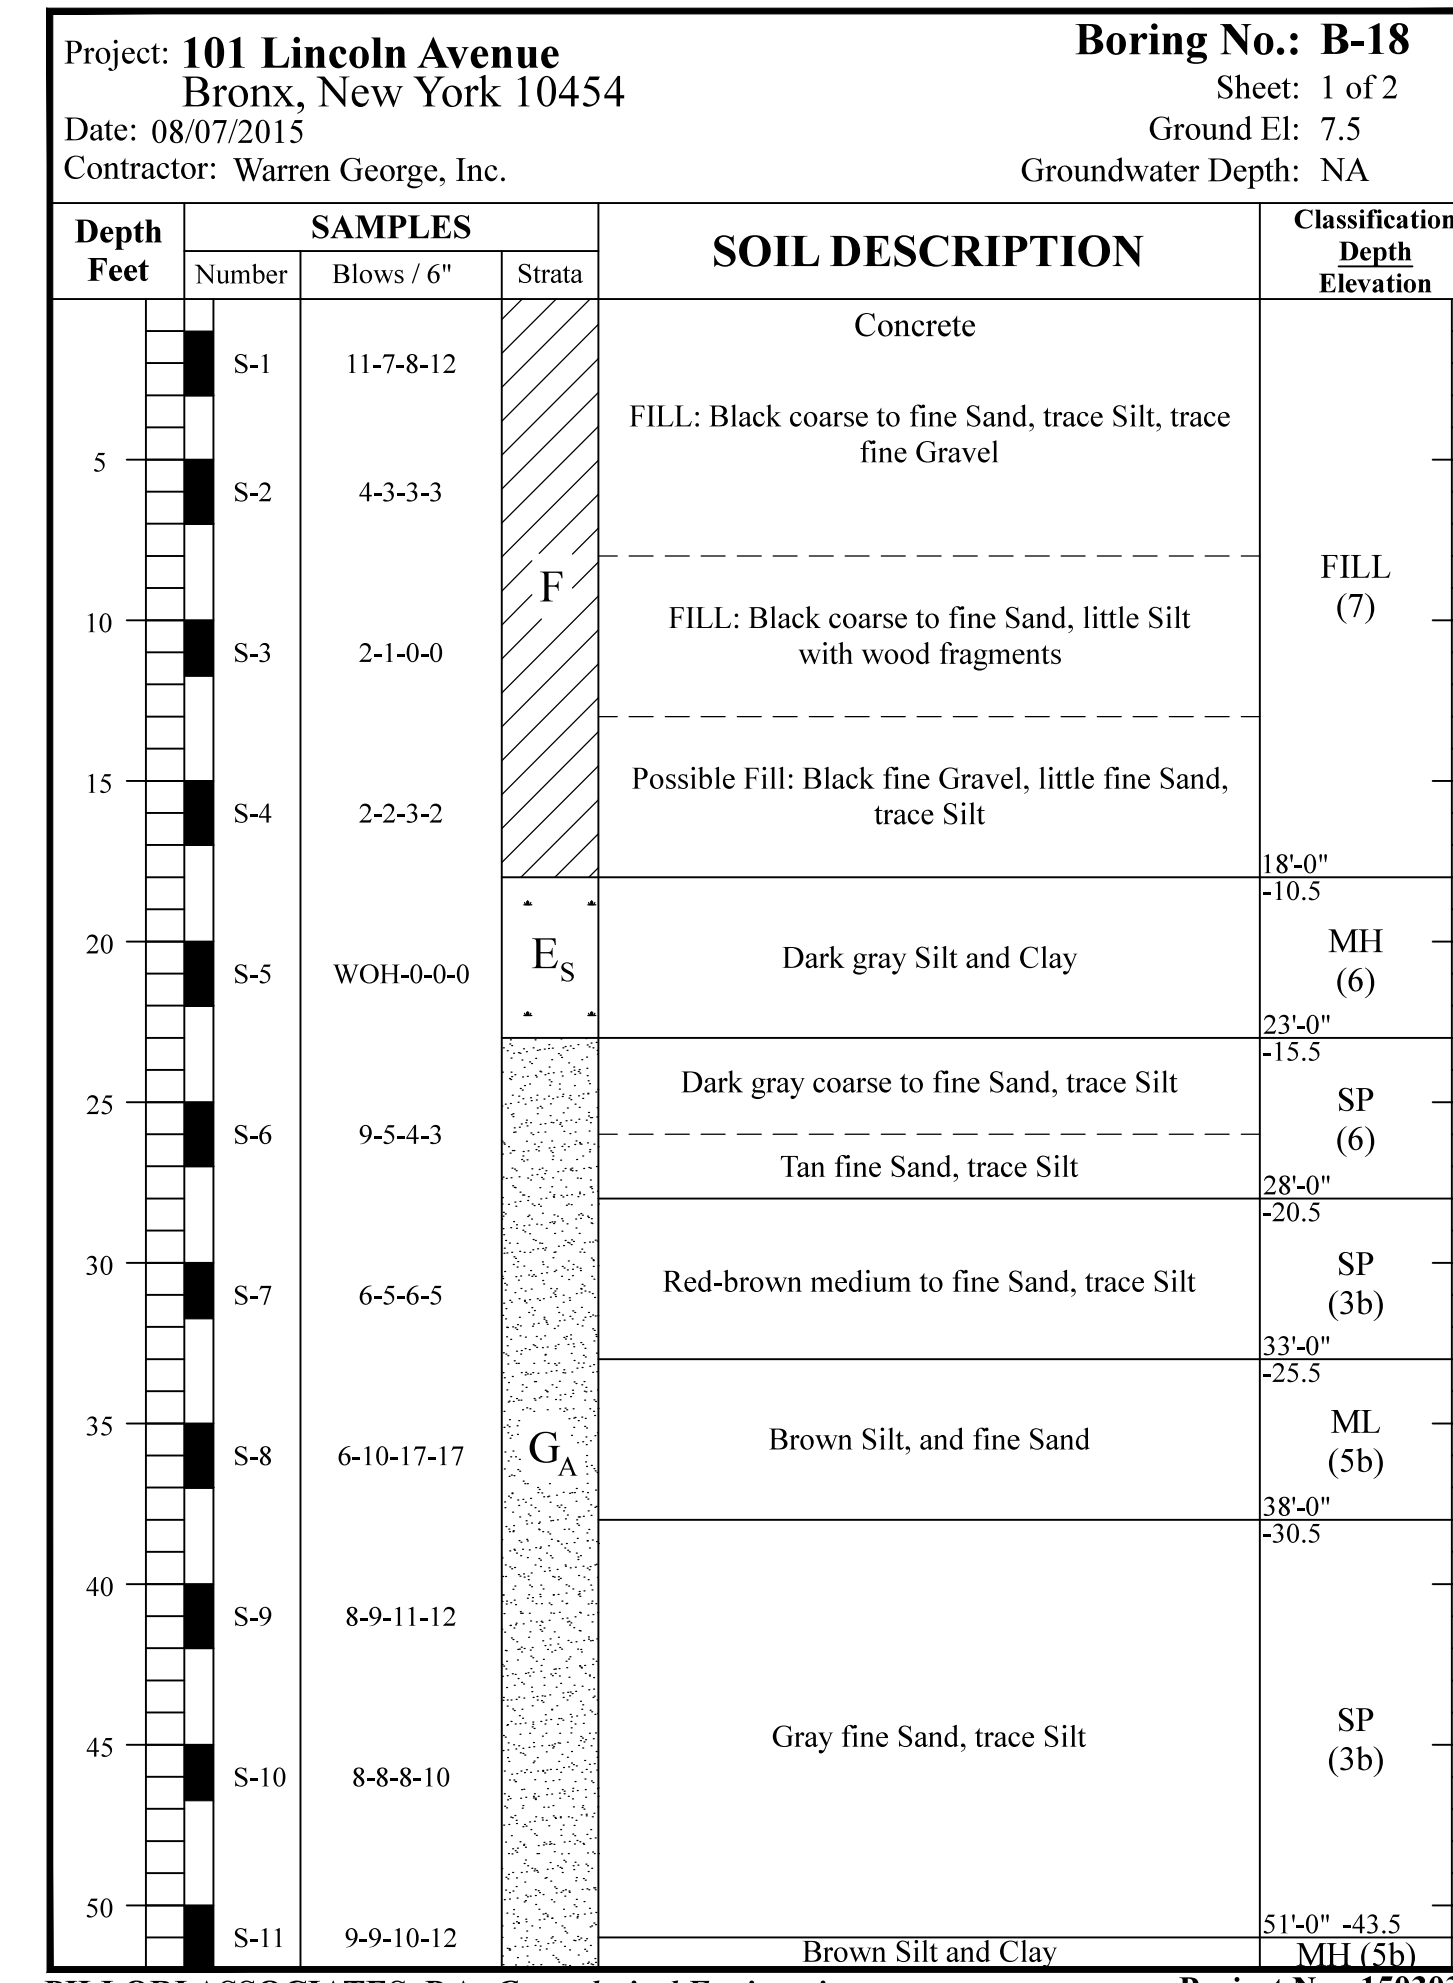 Project: 101 Lincoln Avenue
Bronx, New York 10454
Date: 08/07/2015
Contractor: Warren George, Inc.
Boring No.: B-18
Sheet: 1 of 2
Ground El: 7.5
Groundwater Depth: NA
Depth Feet
SAMPLES
Number Blows / 6" Strata
SOIL DESCRIPTION
Classification
Depth
Elevation
Concrete
S-1 11-7-8-12
FILL: Black coarse to fine Sand, trace Silt, trace
fine Gravel
5
S-2 4-3-3-3
F
FILL
(7)
10
FILL: Black coarse to fine Sand, little Silt
with wood fragments
S-3 2-1-0-0
15
Possible Fill: Black fine Gravel, little fine Sand,
trace Silt
S-4 2-2-3-2
18'-0"
-10.5
20
S-5 WOH-0-0-0
ES
Dark gray Silt and Clay
MH
(6)
23'-0"
-15.5
Dark gray coarse to fine Sand, trace Silt
25
SP
(6)
S-6 9-5-4-3
Tan fine Sand, trace Silt
28'-0"
-20.5
30
S-7 6-5-6-5
Red-brown medium to fine Sand, trace Silt
SP
(3b)
33'-0"
-25.5
35
S-8 6-10-17-17
GA
Brown Silt, and fine Sand
ML
(5b)
38'-0"
-30.5
40
S-9 8-9-11-12
45
Gray fine Sand, trace Silt
SP
(3b)
S-10 8-8-8-10
50
51'-0" -43.5
S-11 9-9-10-12
Brown Silt and Clay
MH (5b)